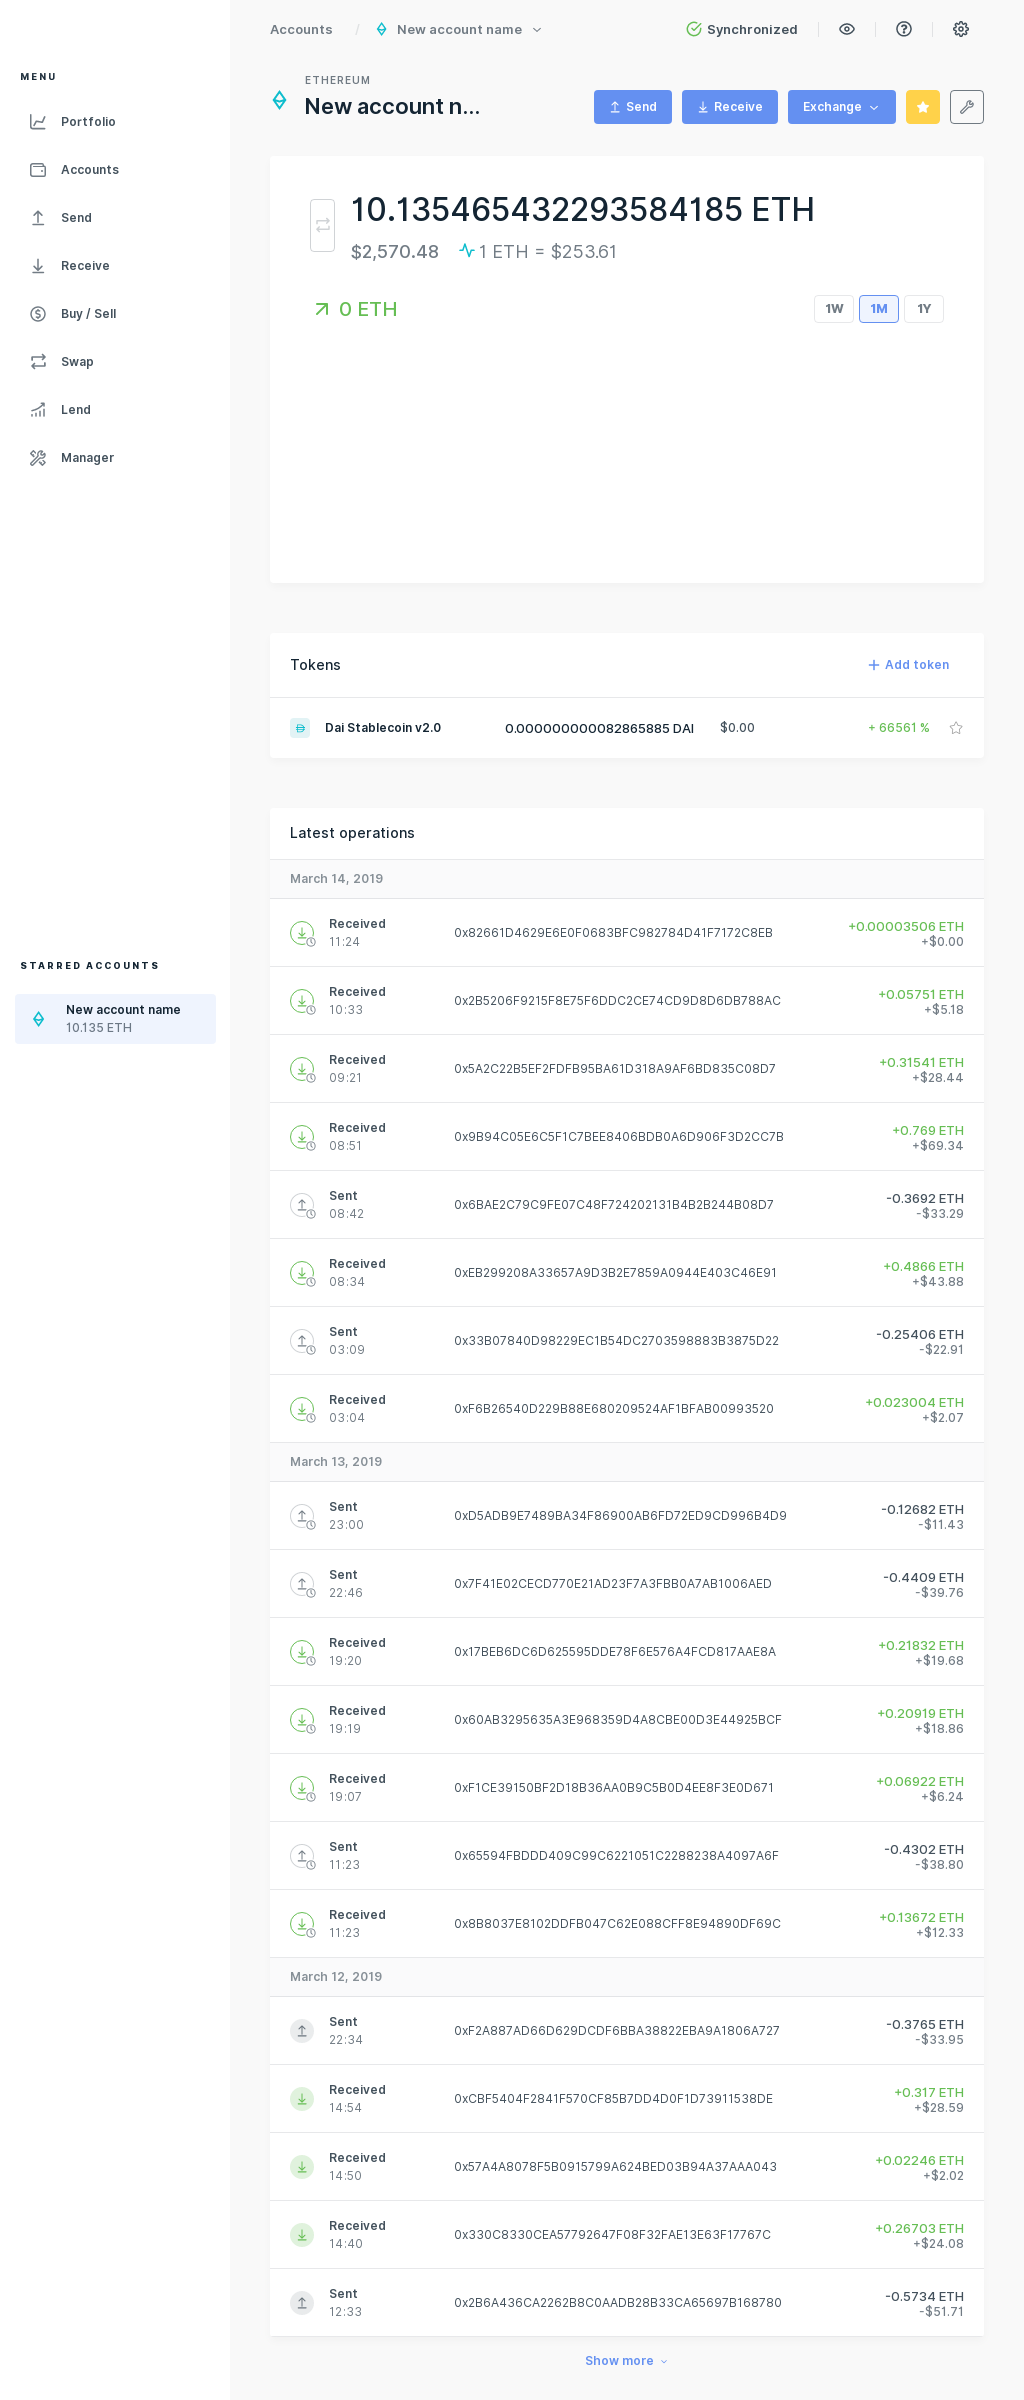 Accounts / New account name
Synchronized
MENU
Portfolio
Accounts
Send
Receive
Buy / Sell
Swap
Lend
Manager
STARRED ACCOUNTS
New account name
10.135 ETH
ETHEREUM
New account n...
Send
Receive
Exchange
10.135465432293584185 ETH
$2,570.48
1 ETH = $253.61
0 ETH
1W
1M
1Y
Tokens
Add token
Dai Stablecoin v2.0
0.000000000082865885 DAI
$0.00
+ 66561 %
Latest operations
March 14, 2019
Received
11:24
0x82661D4629E6E0F0683BFC982784D41F7172C8EB
+0.00003506 ETH
+$0.00
Received
10:33
0x2B5206F9215F8E75F6DDC2CE74CD9D8D6DB788AC
+0.05751 ETH
+$5.18
Received
09:21
0x5A2C22B5EF2FDFB95BA61D318A9AF6BD835C08D7
+0.31541 ETH
+$28.44
Received
08:51
0x9B94C05E6C5F1C7BEE8406BDB0A6D906F3D2CC7B
+0.769 ETH
+$69.34
Sent
08:42
0x6BAE2C79C9FE07C48F724202131B4B2B244B08D7
-0.3692 ETH
-$33.29
Received
08:34
0xEB299208A33657A9D3B2E7859A0944E403C46E91
+0.4866 ETH
+$43.88
Sent
03:09
0x33B07840D98229EC1B54DC2703598883B3875D22
-0.25406 ETH
-$22.91
Received
03:04
0xF6B26540D229B88E680209524AF1BFAB00993520
+0.023004 ETH
+$2.07
March 13, 2019
Sent
23:00
0xD5ADB9E7489BA34F86900AB6FD72ED9CD996B4D9
-0.12682 ETH
-$11.43
Sent
22:46
0x7F41E02CECD770E21AD23F7A3FBB0A7AB1006AED
-0.4409 ETH
-$39.76
Received
19:20
0x17BEB6DC6D625595DDE78F6E576A4FCD817AAE8A
+0.21832 ETH
+$19.68
Received
19:19
0x60AB3295635A3E968359D4A8CBE00D3E44925BCF
+0.20919 ETH
+$18.86
Received
19:07
0xF1CE39150BF2D18B36AA0B9C5B0D4EE8F3E0D671
+0.06922 ETH
+$6.24
Sent
11:23
0x65594FBDDD409C99C6221051C2288238A4097A6F
-0.4302 ETH
-$38.80
Received
11:23
0x8B8037E8102DDFB047C62E088CFF8E94890DF69C
+0.13672 ETH
+$12.33
March 12, 2019
Sent
22:34
0xF2A887AD66D629DCDF6BBA38822EBA9A1806A727
-0.3765 ETH
-$33.95
Received
14:54
0xCBF5404F2841F570CF85B7DD4D0F1D73911538DE
+0.317 ETH
+$28.59
Received
14:50
0x57A4A8078F5B0915799A624BED03B94A37AAA043
+0.02246 ETH
+$2.02
Received
14:40
0x330C8330CEA57792647F08F32FAE13E63F17767C
+0.26703 ETH
+$24.08
Sent
12:33
0x2B6A436CA2262B8C0AADB28B33CA65697B168780
-0.5734 ETH
-$51.71
Show more